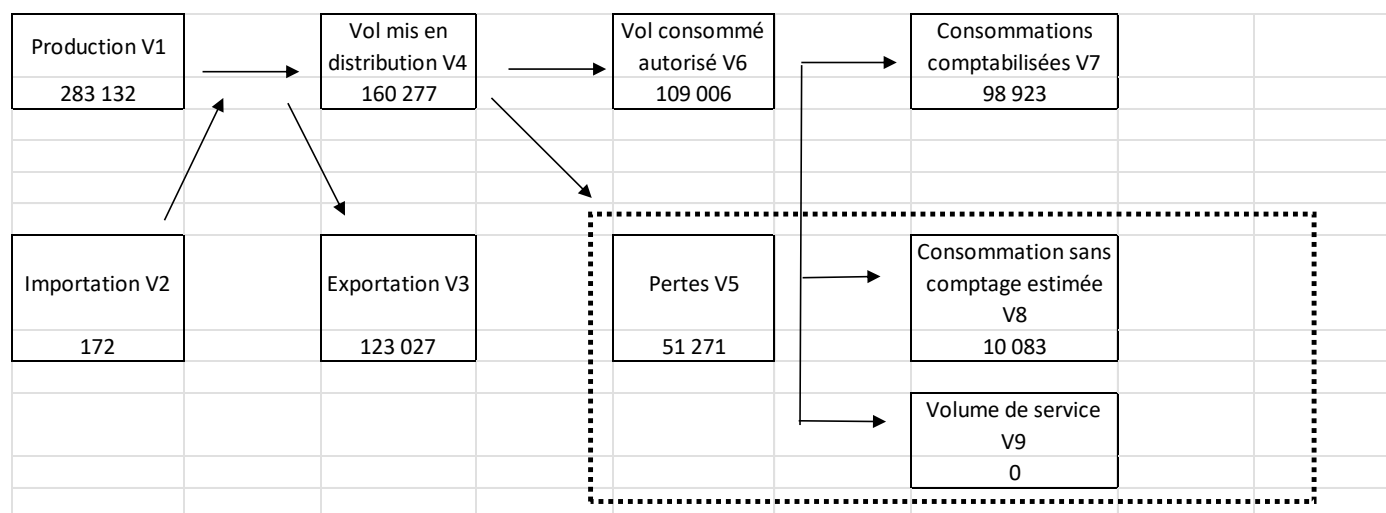 Production V1
283 132
Vol mis en
distribution V4
160 277
Vol consommé
autorisé V6
109 006
Consommations
comptabilisées V7
98 923
Importation V2
172
Exportation V3
123 027
Pertes V5
51 271
Consommation sans
comptage estimée
V8
10 083
Volume de service
V9
0